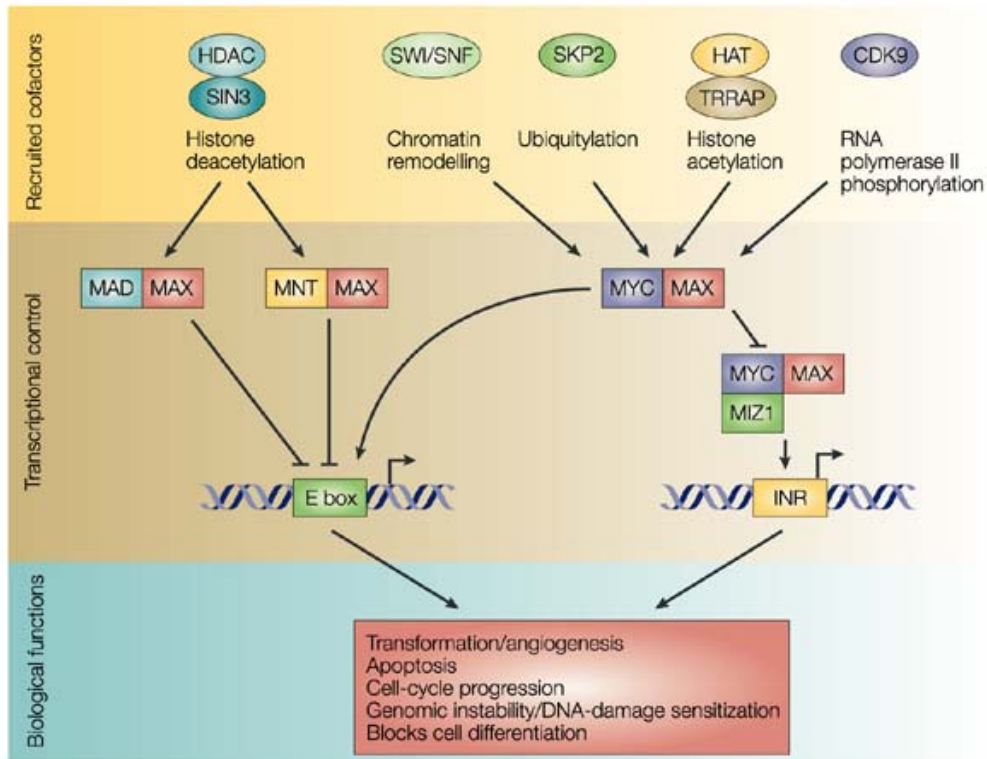 Recruited cofactors
HDAC
SIN3
Histone
deacetylation
SWI/SNF
Chromatin
remodelling
SKP2
Ubiquitylation
HAT
TRRAP
Histone
acetylation
CDK9
RNA
polymerase II
phosphorylation
Transcriptional control
MAD MAX
MNT MAX
MYC MAX
MYC MAX
MIZ1
E box
INR
Biological functions
Transformation/angiogenesis
Apoptosis
Cell-cycle progression
Genomic instability/DNA-damage sensitization
Blocks cell differentiation